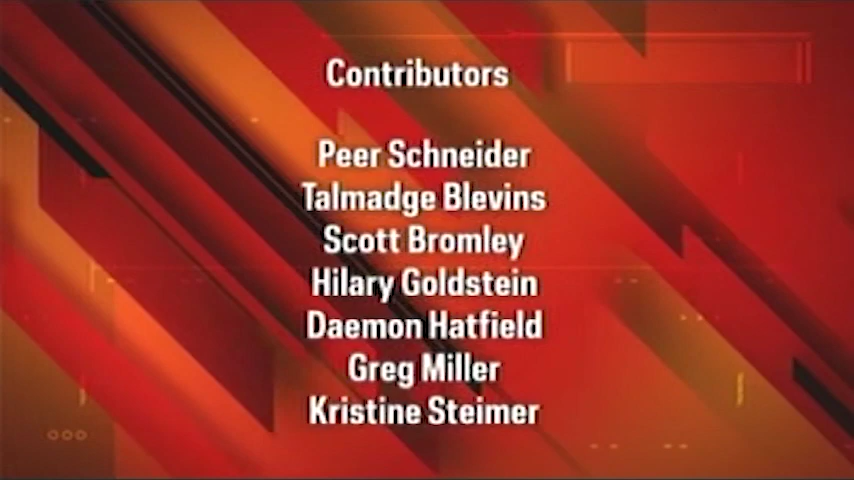 Contributors
Peer Schneider
Talmadge Blevins
Scott Bromley
Hilary Goldstein
Daemon Hatfield
Greg Miller
Kristine Steimer